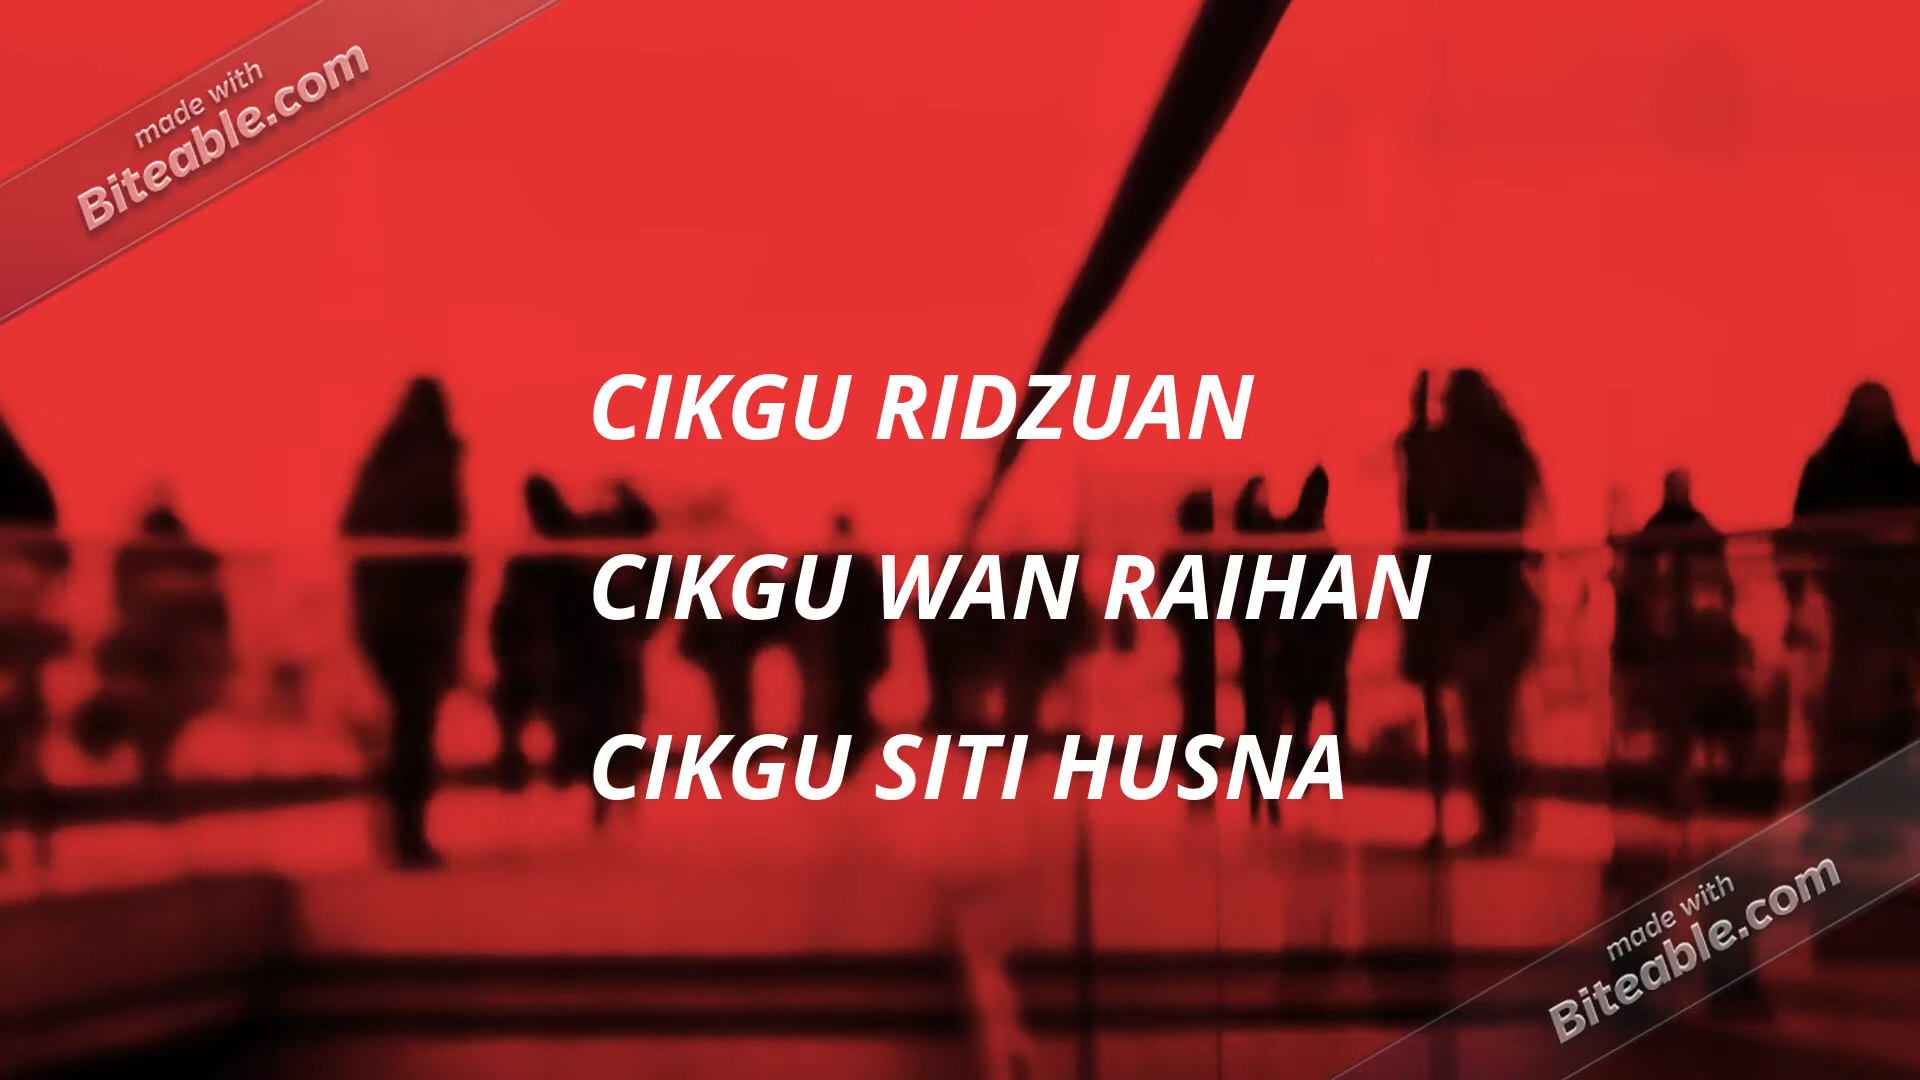 made with
Biteable.com
CIKGU RIDZUAN
CIKGU WAN RAIHAN
CIKGU SITI HUSNA
made with
Biteable.com